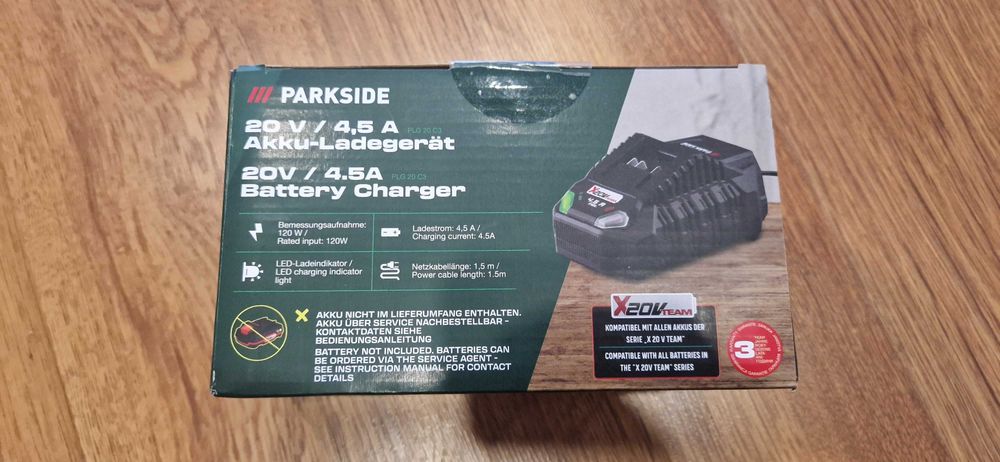 PARKSIDE
20 V / 4,5 A PLG 20 C3
Akku-Ladegerät
20V / 4.5A PLG 20 C3
Battery Charger
Bemessungsaufnahme:
120 W /
Rated input: 120W
Ladestrom: 4,5 A /
Charging current: 4.5A
LED-Ladeindikator /
LED charging indicator
light
Netzkabellänge: 1,5 m /
Power cable length: 1.5m
X AKKU NICHT IM LIEFERUMFANG ENTHALTEN.
AKKU ÜBER SERVICE NACHBESTELLBAR –
KONTAKTDATEN SIEHE
BEDIENUNGSANLEITUNG
BATTERY NOT INCLUDED. BATTERIES CAN
BE ORDERED VIA THE SERVICE AGENT -
SEE INSTRUCTION MANUAL FOR CONTACT
DETAILS
X20V
4,5 A
X20VTEAM
KOMPATIBEL MIT ALLEN AKKUS DER
SERIE „X 20 V TEAM"
COMPATIBLE WITH ALL BATTERIES IN
THE "X 20V TEAM" SERIES
3